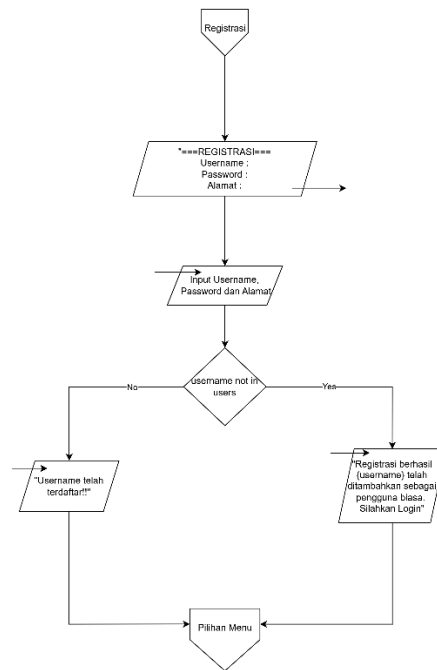 Registrasi
"===REGISTRASI===
Username :
Password :
Alamat :
Input Username,
Password dan Alamat
username not in
users
No
Yes
"Username telah
terdaftar!!"
"Registrasi berhasil
{username} telah
ditambahkan sebagai
pengguna biasa.
Silahkan Login"
Pilihan Menu